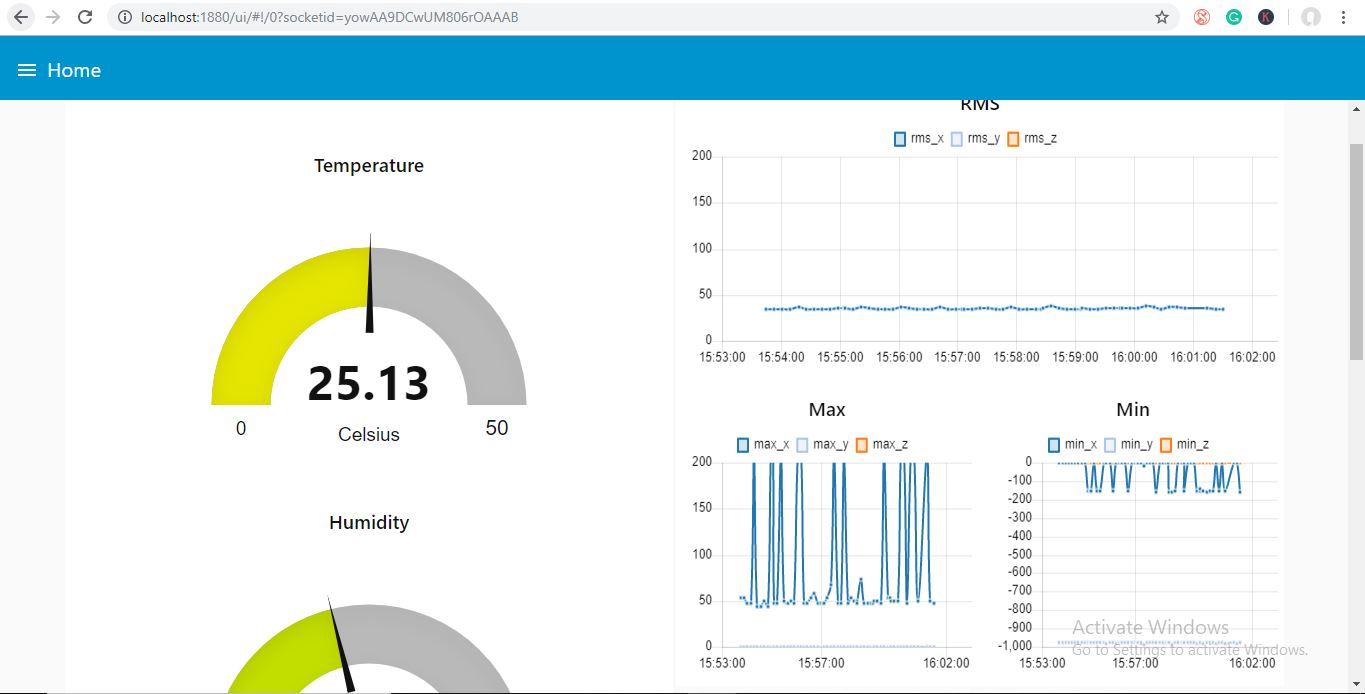 localhost:1880/ui/#!/0?socketid=yowAA9DCwUM806rOAAAB
Home
Temperature
25.13
0
Celsius
50
Humidity
RMS
rms_x rms_y rms_z
200
150
100
50
0
15:53:00 15:54:00 15:55:00 15:56:00 15:57:00 15:58:00 15:59:00 16:00:00 16:01:00 16:02:00
Max
max_x max_y max_z
200
150
100
50
0
15:53:00 15:57:00 16:02:00
Min
min_x min_y min_z
0
-100
-200
-300
-400
-500
-600
-700
-800
-900
-1,000
15:53:00 15:57:00 16:02:00
Activate Windows
Go to Settings to activate Windows.